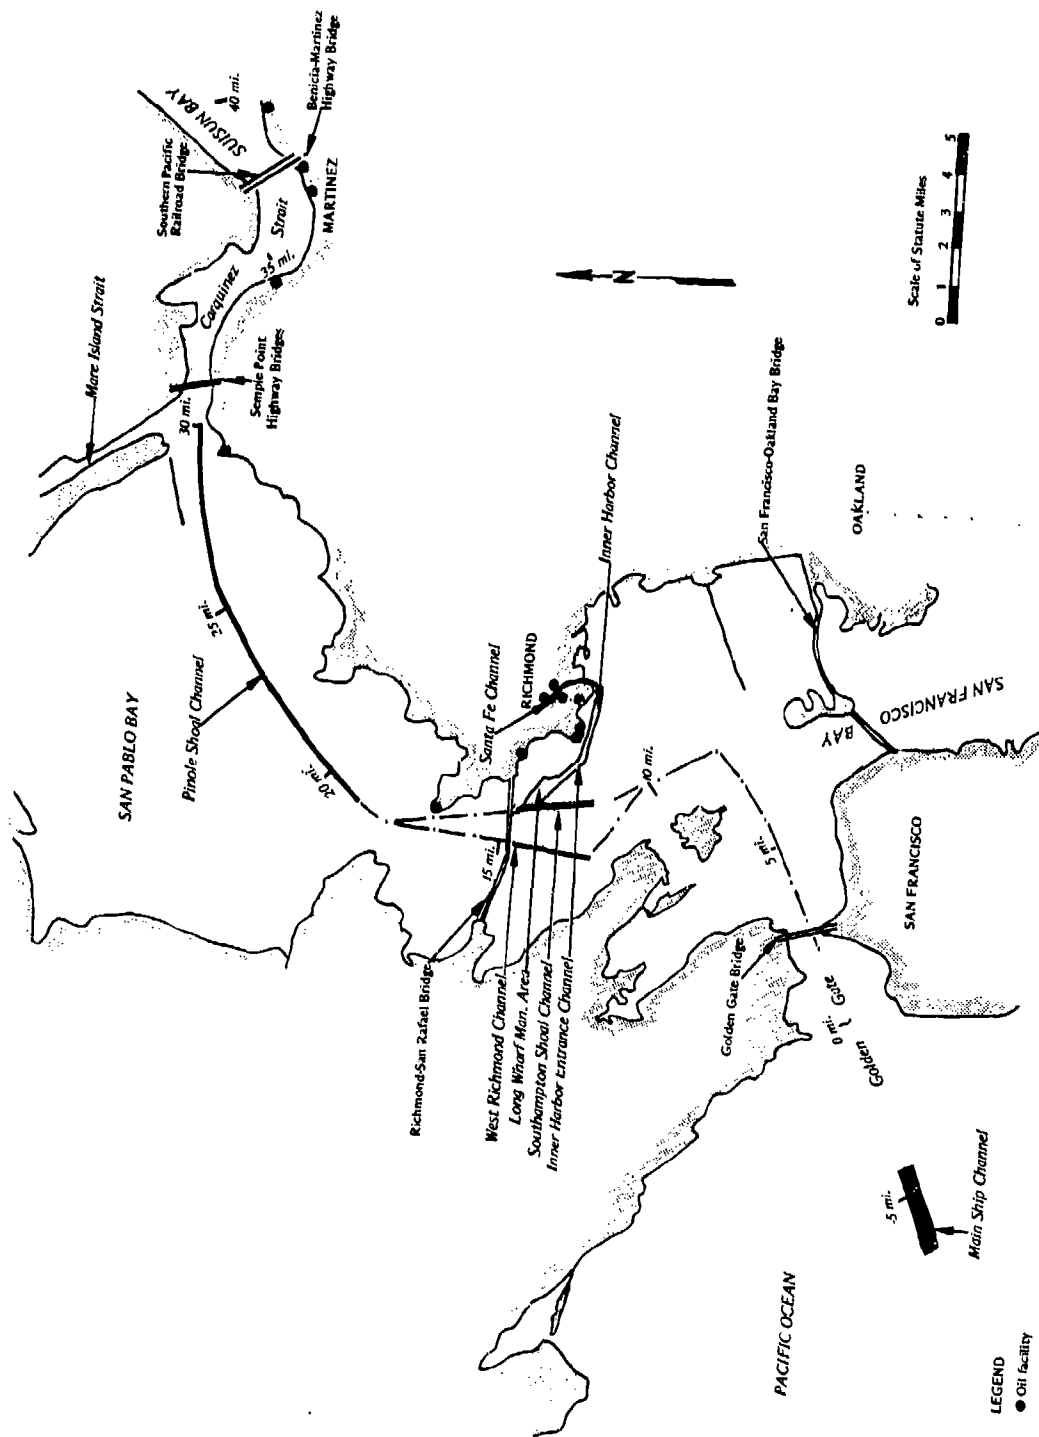 SUISUN BAY
40 mi.
Benicia-Martinez
Highway Bridge
Southern Pacific
Railroad Bridge
MARTINEZ
Strait
Carquinez
35 mi.
Mare Island Strait
Semple Point
Highway Bridges
30 mi.
N
Scale of Statute Miles
0 1 2 3 4 5
25 mi.
Pinole Shoal Channel
SAN PABLO BAY
20 mi.
Inner Harbor Channel
San Francisco-Oakland Bay Bridge
OAKLAND
RICHMOND
Santa Fe Channel
SAN FRANCISCO
BAY
10 mi.
15 mi.
5 mi.
SAN FRANCISCO
Richmond-San Rafael Bridge
West Richmond Channel
Long Wharf Man. Area
Southampton Shoal Channel
Inner Harbor Entrance Channel
Golden Gate Bridge
0 mi.
Golden Gate
-5 mi.
Main Ship Channel
PACIFIC OCEAN
LEGEND
● Oil facility